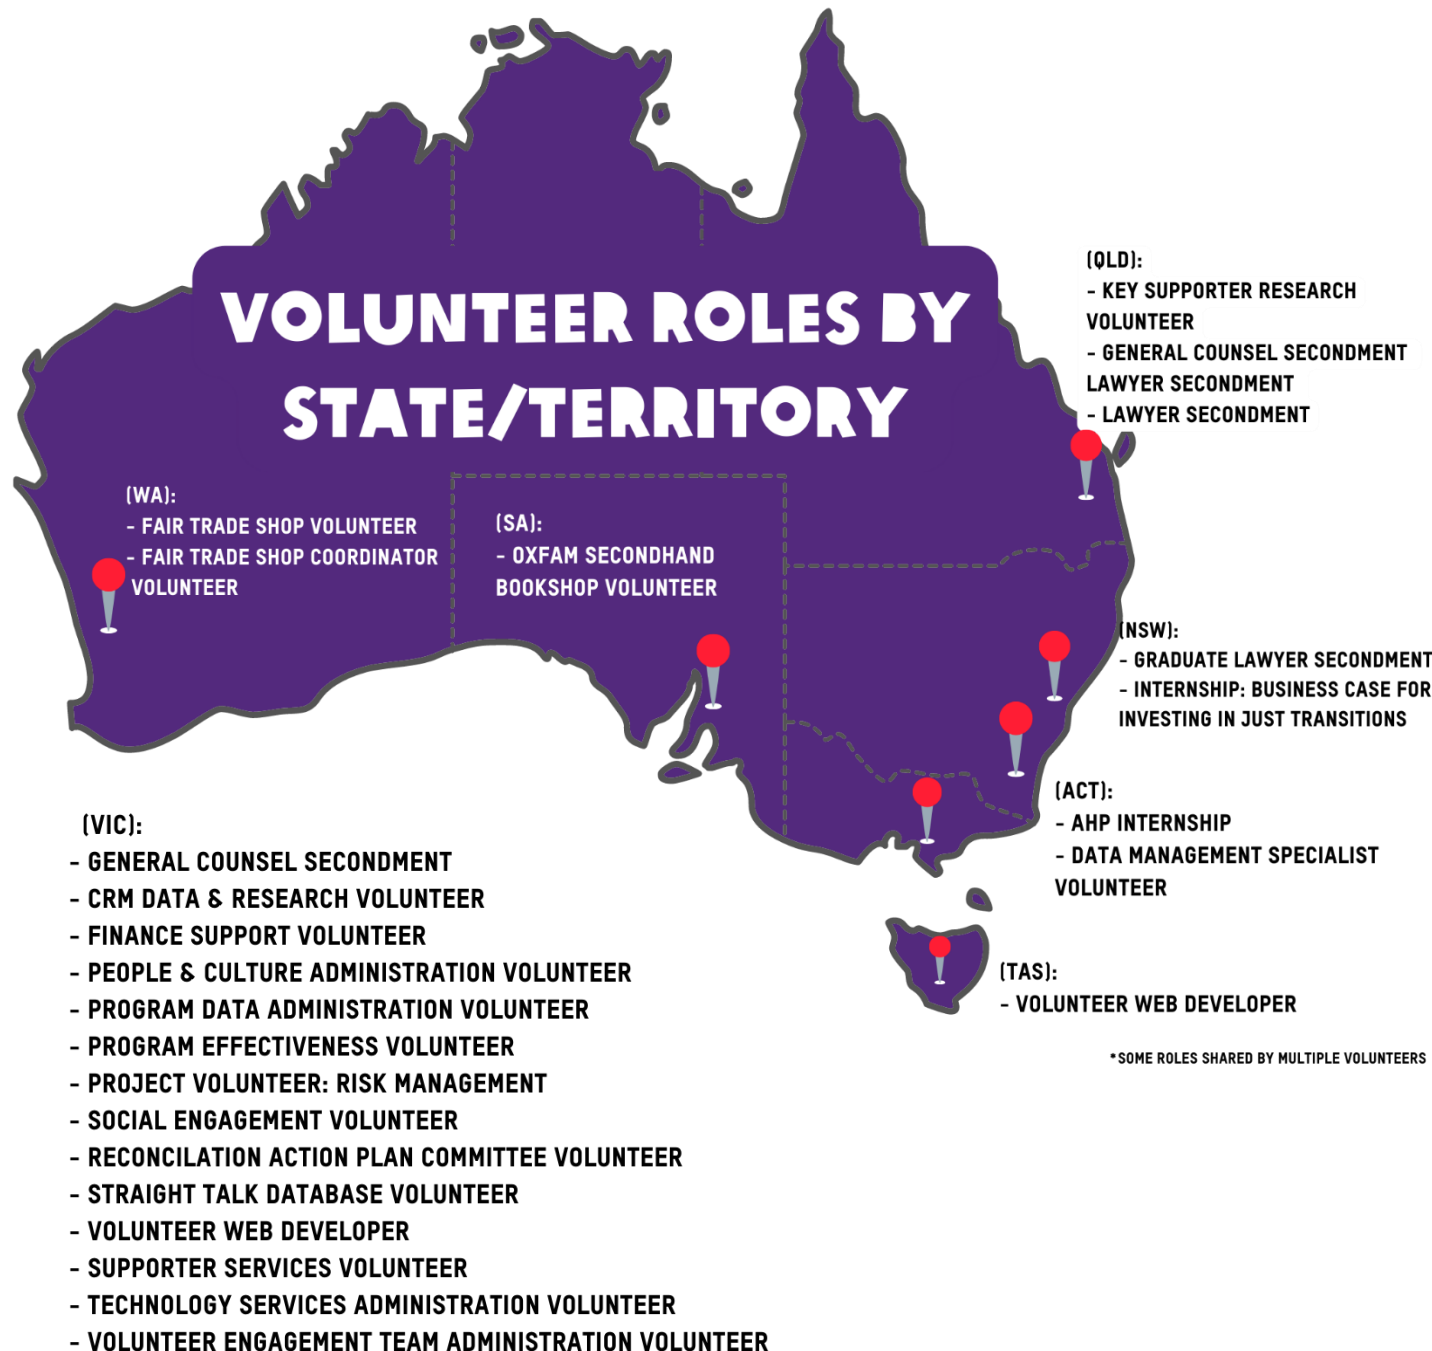 VOLUNTEER ROLES BY
STATE/TERRITORY
(QLD):
- KEY SUPPORTER RESEARCH
VOLUNTEER
- GENERAL COUNSEL SECONDMENT
LAWYER SECONDMENT
- LAWYER SECONDMENT
(WA):
- FAIR TRADE SHOP VOLUNTEER
- FAIR TRADE SHOP COORDINATOR
VOLUNTEER
(SA):
- OXFAM SECONDHAND
BOOKSHOP VOLUNTEER
(NSW):
- GRADUATE LAWYER SECONDMENT
- INTERNSHIP: BUSINESS CASE FOR
INVESTING IN JUST TRANSITIONS
(ACT):
- AHP INTERNSHIP
- DATA MANAGEMENT SPECIALIST
VOLUNTEER
(TAS):
- VOLUNTEER WEB DEVELOPER
*SOME ROLES SHARED BY MULTIPLE VOLUNTEERS
(VIC):
- GENERAL COUNSEL SECONDMENT
- CRM DATA & RESEARCH VOLUNTEER
- FINANCE SUPPORT VOLUNTEER
- PEOPLE & CULTURE ADMINISTRATION VOLUNTEER
- PROGRAM DATA ADMINISTRATION VOLUNTEER
- PROGRAM EFFECTIVENESS VOLUNTEER
- PROJECT VOLUNTEER: RISK MANAGEMENT
- SOCIAL ENGAGEMENT VOLUNTEER
- RECONCILATION ACTION PLAN COMMITTEE VOLUNTEER
- STRAIGHT TALK DATABASE VOLUNTEER
- VOLUNTEER WEB DEVELOPER
- SUPPORTER SERVICES VOLUNTEER
- TECHNOLOGY SERVICES ADMINISTRATION VOLUNTEER
- VOLUNTEER ENGAGEMENT TEAM ADMINISTRATION VOLUNTEER